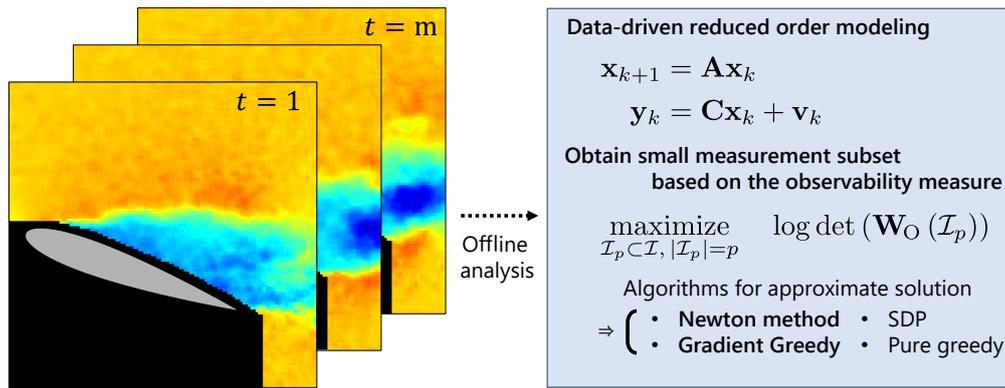 t = m
t = 1
Offline
analysis
Data-driven reduced order modeling
x_{k+1} = Ax_k
y_k = Cx_k + v_k
Obtain small measurement subset
based on the observability measure
maximize log det (W_O (ℐ_p))
ℐ_p⊂ℐ, |ℐ_p|=p
Algorithms for approximate solution
⇒ { • Newton method • SDP
• Gradient Greedy • Pure greedy